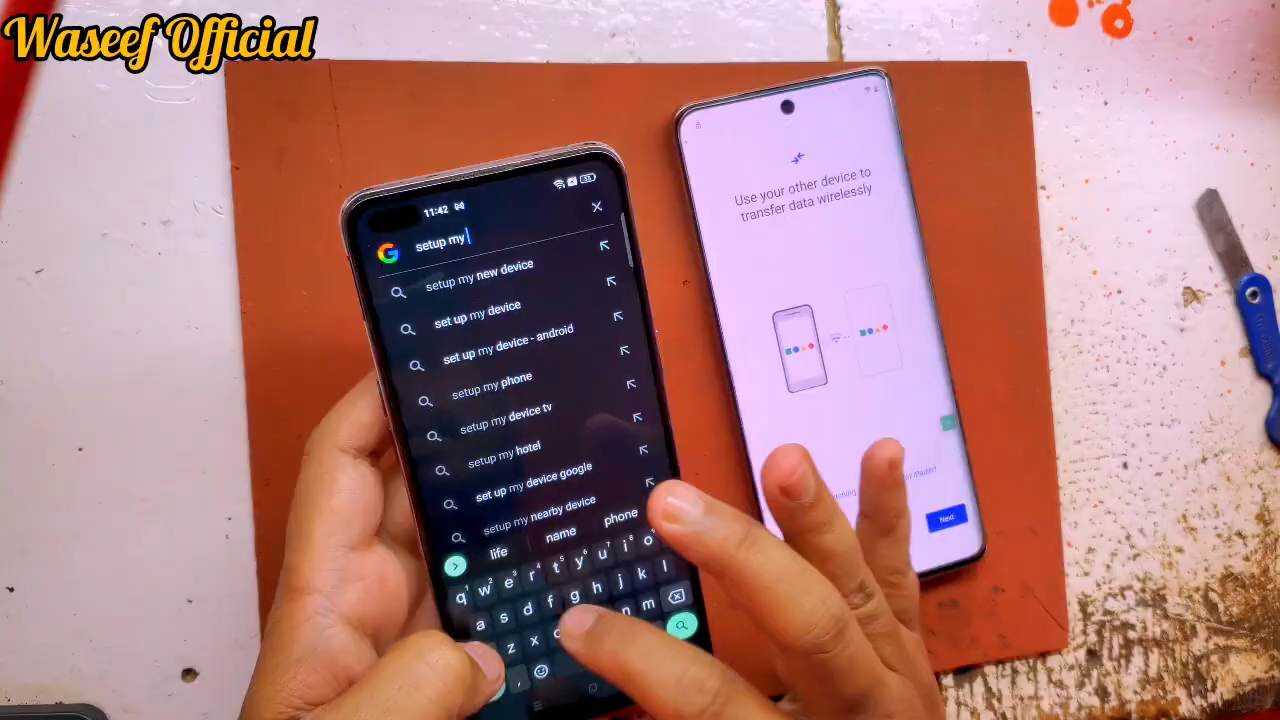 Waseef Official
11:42
33
setup my
setup my new device
set up my device
set up my device - android
setup my phone
setup my device tv
setup my hotel
set up my device google
setup my nearby device
life name phone
q w e r t y u i o
a s d f g h j k l
z x n m
Use your other device to
transfer data wirelessly
Next